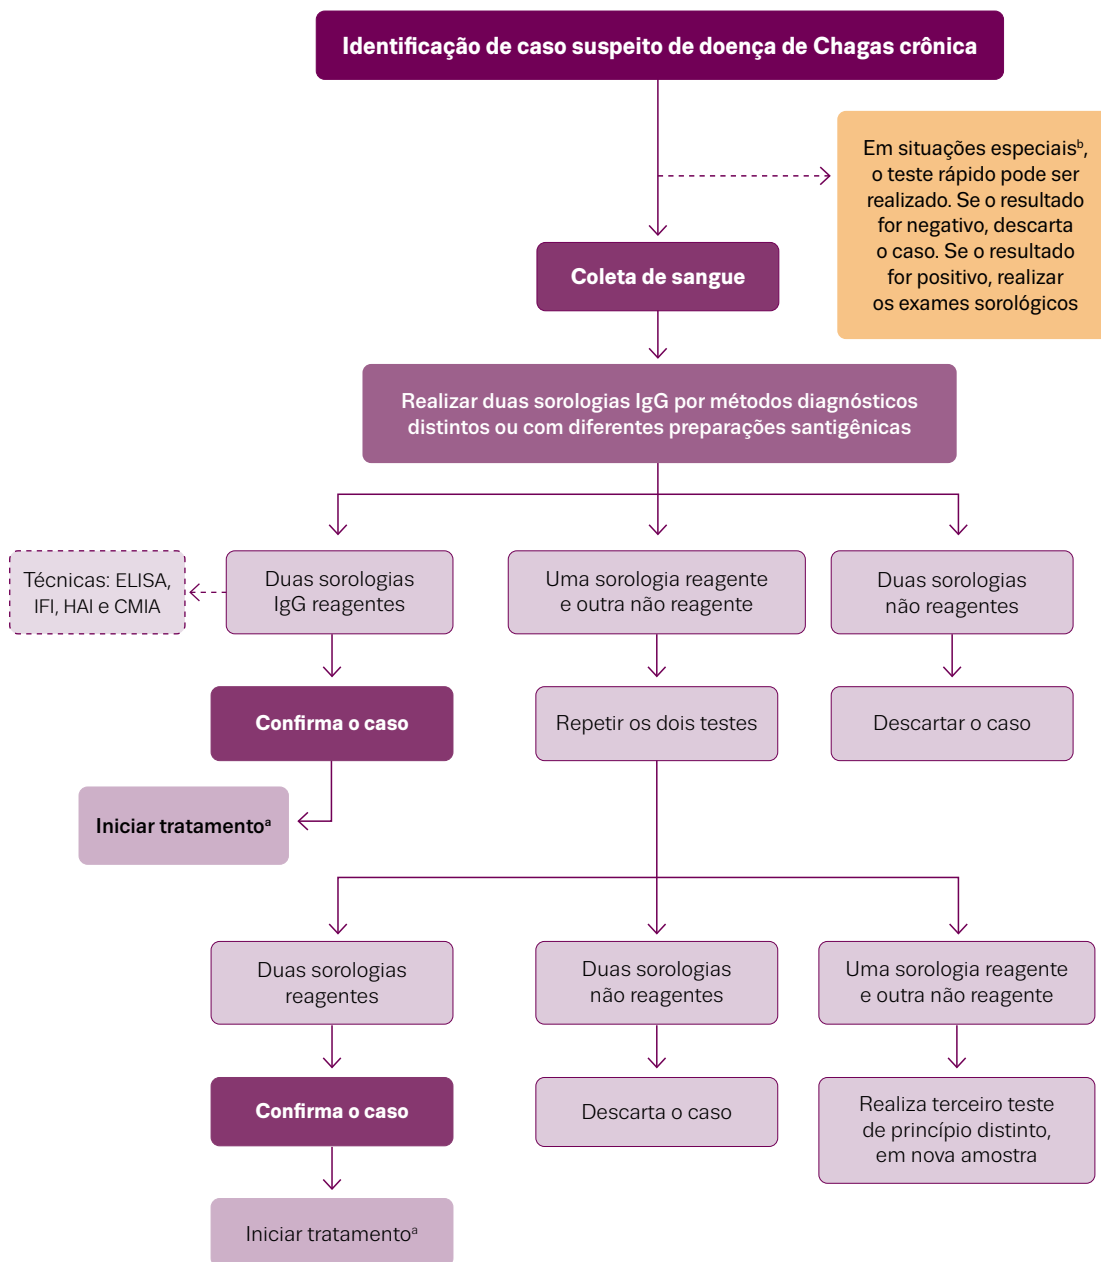 Identificação de caso suspeito de doença de Chagas crônica
Em situações especiaisᵇ,
o teste rápido pode ser
realizado. Se o resultado
for negativo, descarta
o caso. Se o resultado
for positivo, realizar
os exames sorológicos
Coleta de sangue
Realizar duas sorologias IgG por métodos diagnósticos
distintos ou com diferentes preparações santigênicas
Técnicas: ELISA,
IFI, HAI e CMIA
Duas sorologias
IgG reagentes
Uma sorologia reagente
e outra não reagente
Duas sorologias
não reagentes
Confirma o caso
Repetir os dois testes
Descartar o caso
Iniciar tratamentoᵃ
Duas sorologias
reagentes
Duas sorologias
não reagentes
Uma sorologia reagente
e outra não reagente
Confirma o caso
Descarta o caso
Realiza terceiro teste
de princípio distinto,
em nova amostra
Iniciar tratamentoᵃ